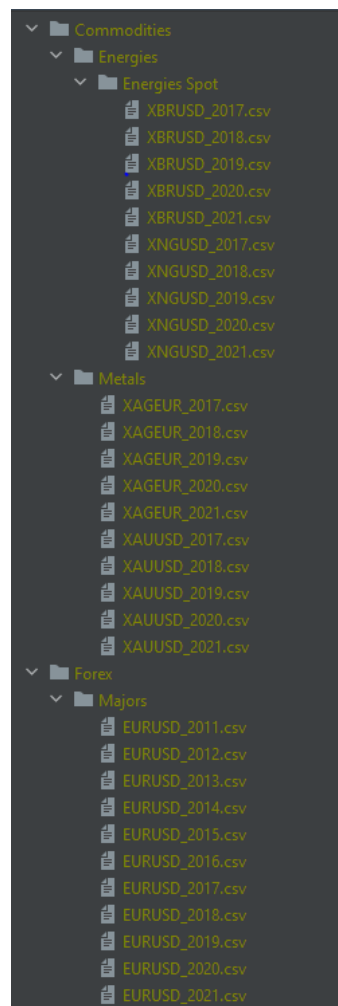 Commodities
Energies
Energies Spot
XBRUSD_2017.csv
XBRUSD_2018.csv
XBRUSD_2019.csv
XBRUSD_2020.csv
XBRUSD_2021.csv
XNGUSD_2017.csv
XNGUSD_2018.csv
XNGUSD_2019.csv
XNGUSD_2020.csv
XNGUSD_2021.csv
Metals
XAGEUR_2017.csv
XAGEUR_2018.csv
XAGEUR_2019.csv
XAGEUR_2020.csv
XAGEUR_2021.csv
XAUUSD_2017.csv
XAUUSD_2018.csv
XAUUSD_2019.csv
XAUUSD_2020.csv
XAUUSD_2021.csv
Forex
Majors
EURUSD_2011.csv
EURUSD_2012.csv
EURUSD_2013.csv
EURUSD_2014.csv
EURUSD_2015.csv
EURUSD_2016.csv
EURUSD_2017.csv
EURUSD_2018.csv
EURUSD_2019.csv
EURUSD_2020.csv
EURUSD_2021.csv